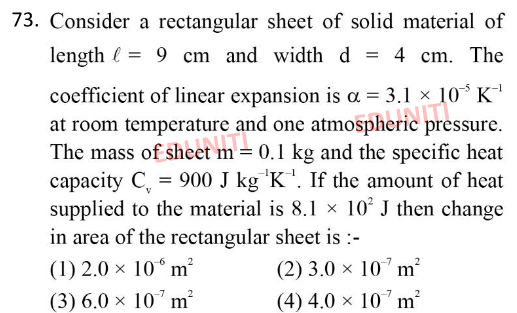 73. Consider a rectangular sheet of solid material of
length ℓ = 9 cm and width d = 4 cm. The
coefficient of linear expansion is α = 3.1 × 10⁻⁵ K⁻¹
at room temperature and one atmospheric pressure.
The mass of sheet m = 0.1 kg and the specific heat
capacity Cᵥ = 900 J kg⁻¹K⁻¹. If the amount of heat
supplied to the material is 8.1 × 10² J then change
in area of the rectangular sheet is :-
(1) 2.0 × 10⁻⁶ m² (2) 3.0 × 10⁻⁷ m²
(3) 6.0 × 10⁻⁷ m² (4) 4.0 × 10⁻⁷ m²
EDUNITI
EDUNITI